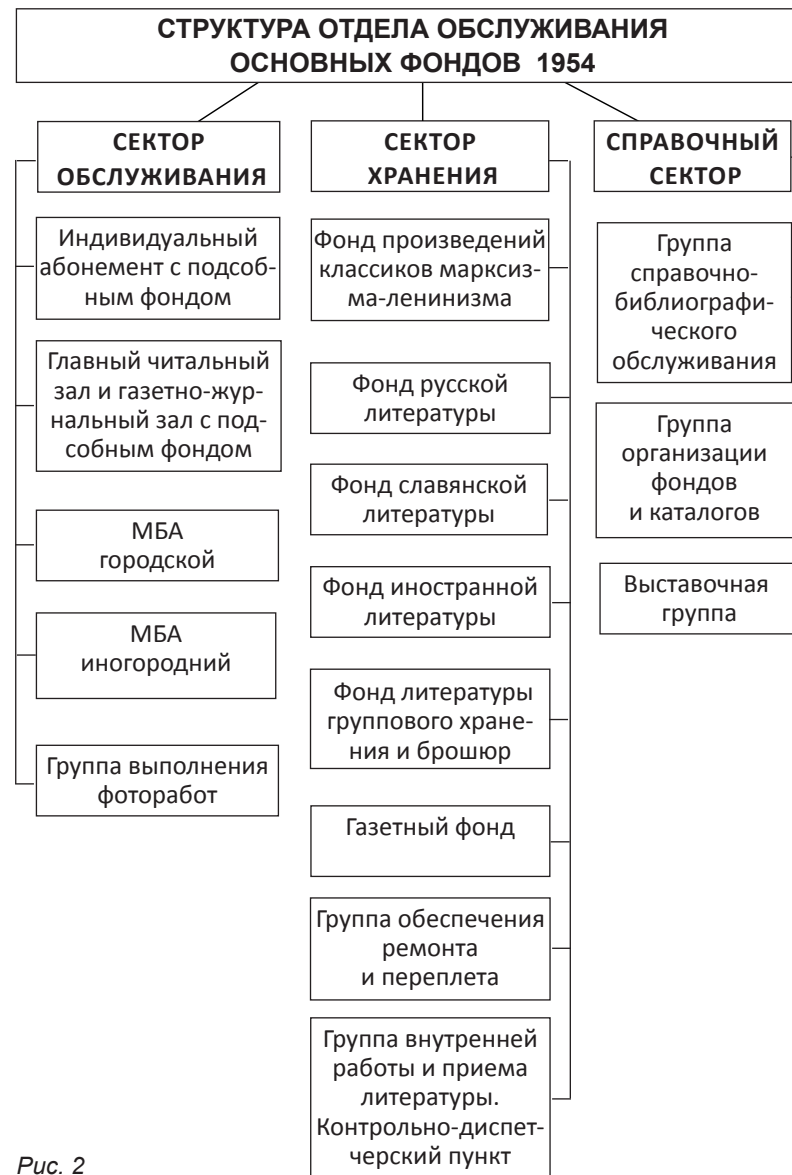 СТРУКТУРА ОТДЕЛА ОБСЛУЖИВАНИЯ
ОСНОВНЫХ ФОНДОВ 1954
СЕКТОР
ОБСЛУЖИВАНИЯ
Индивидуальный
абонемент с подсоб-
ным фондом
Главный читальный
зал и газетно-жур-
нальный зал с под-
собным фондом
МБА
городской
МБА
иногородний
Группа выполнения
фоторабот
СЕКТОР
ХРАНЕНИЯ
Фонд произведений
классиков марксиз-
ма-ленинизма
Фонд русской
литературы
Фонд славянской
литературы
Фонд иностранной
литературы
Фонд литературы
группового хране-
ния и брошюр
Газетный фонд
Группа обеспечения
ремонта
и переплета
Группа внутренней
работы и приема
литературы.
Контрольно-диспет-
черский пункт
СПРАВОЧНЫЙ
СЕКТОР
Группа
справочно-
библиографи-
ческого
обслуживания
Группа
организации
фондов
и каталогов
Выставочная
группа
Рис. 2